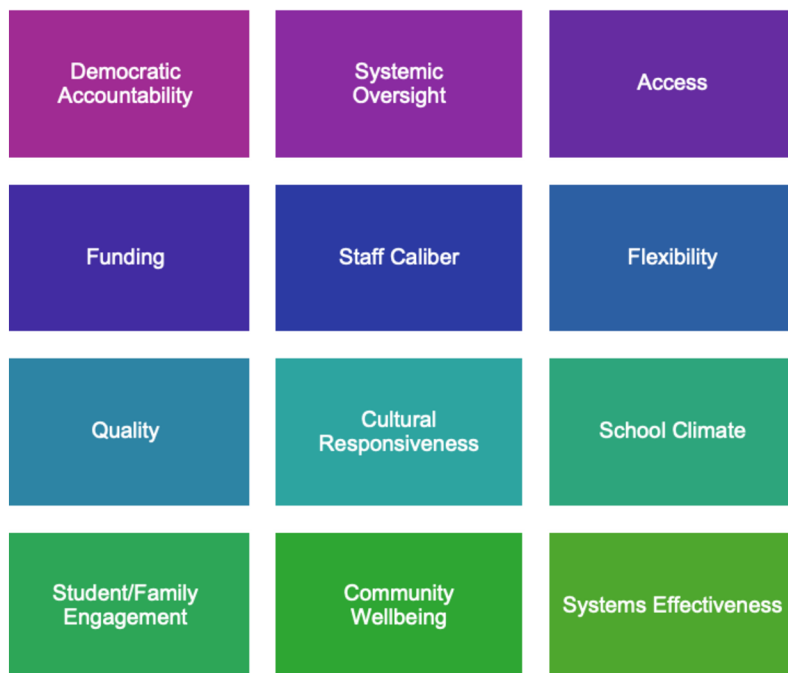 Democratic
Accountability
Systemic
Oversight
Access
Funding
Staff Caliber
Flexibility
Quality
Cultural
Responsiveness
School Climate
Student/Family
Engagement
Community
Wellbeing
Systems Effectiveness